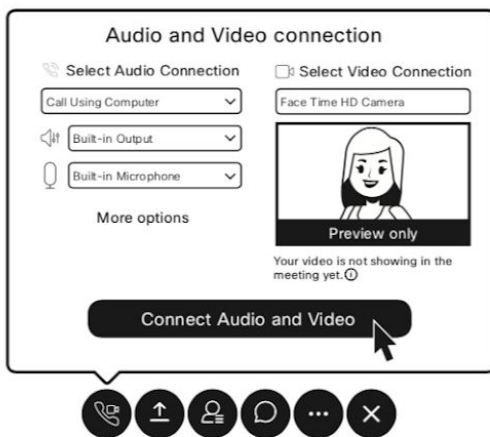 Audio and Video connection
Select Audio Connection
Call Using Computer
Built-in Output
Built-in Microphone
More options
Select Video Connection
Face Time HD Camera
Preview only
Your video is not showing in the
meeting yet.
Connect Audio and Video